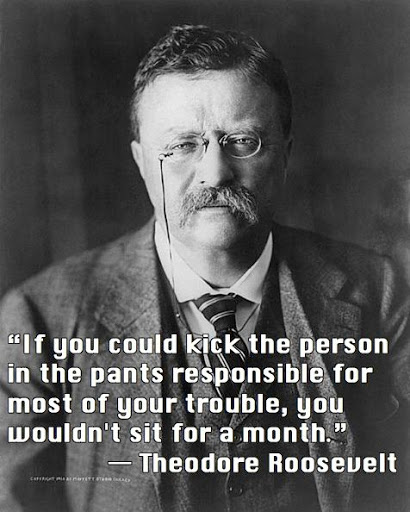 “If you could kick the person
in the pants responsible for
most of your trouble, you
wouldn't sit for a month.”
— Theodore Roosevelt